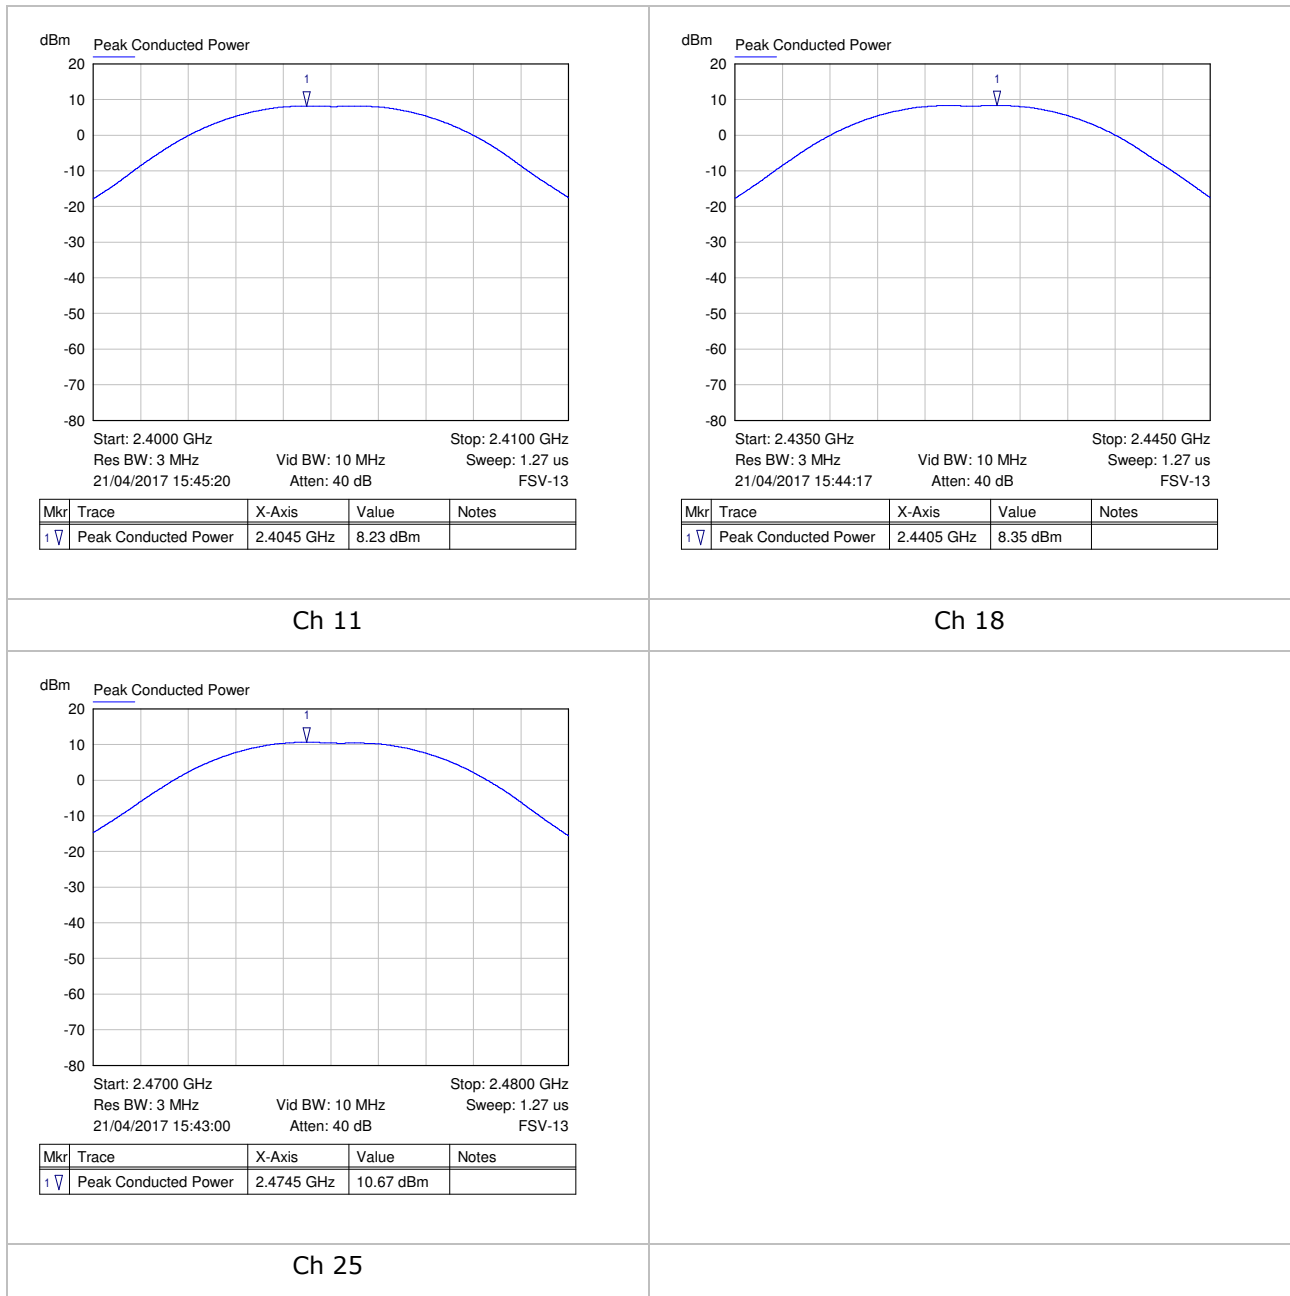 dBm Peak Conducted Power
20
1
10
0
-10
-20
-30
-40
-50
-60
-70
-80
Start: 2.4000 GHz Stop: 2.4100 GHz
Res BW: 3 MHz Vid BW: 10 MHz Sweep: 1.27 us
21/04/2017 15:45:20 Atten: 40 dB FSV-13
Mkr Trace X-Axis Value Notes
1 Peak Conducted Power 2.4045 GHz 8.23 dBm
Ch 11
dBm Peak Conducted Power
20
1
10
0
-10
-20
-30
-40
-50
-60
-70
-80
Start: 2.4350 GHz Stop: 2.4450 GHz
Res BW: 3 MHz Vid BW: 10 MHz Sweep: 1.27 us
21/04/2017 15:44:17 Atten: 40 dB FSV-13
Mkr Trace X-Axis Value Notes
1 Peak Conducted Power 2.4405 GHz 8.35 dBm
Ch 18
dBm Peak Conducted Power
20
1
10
0
-10
-20
-30
-40
-50
-60
-70
-80
Start: 2.4700 GHz Stop: 2.4800 GHz
Res BW: 3 MHz Vid BW: 10 MHz Sweep: 1.27 us
21/04/2017 15:43:00 Atten: 40 dB FSV-13
Mkr Trace X-Axis Value Notes
1 Peak Conducted Power 2.4745 GHz 10.67 dBm
Ch 25